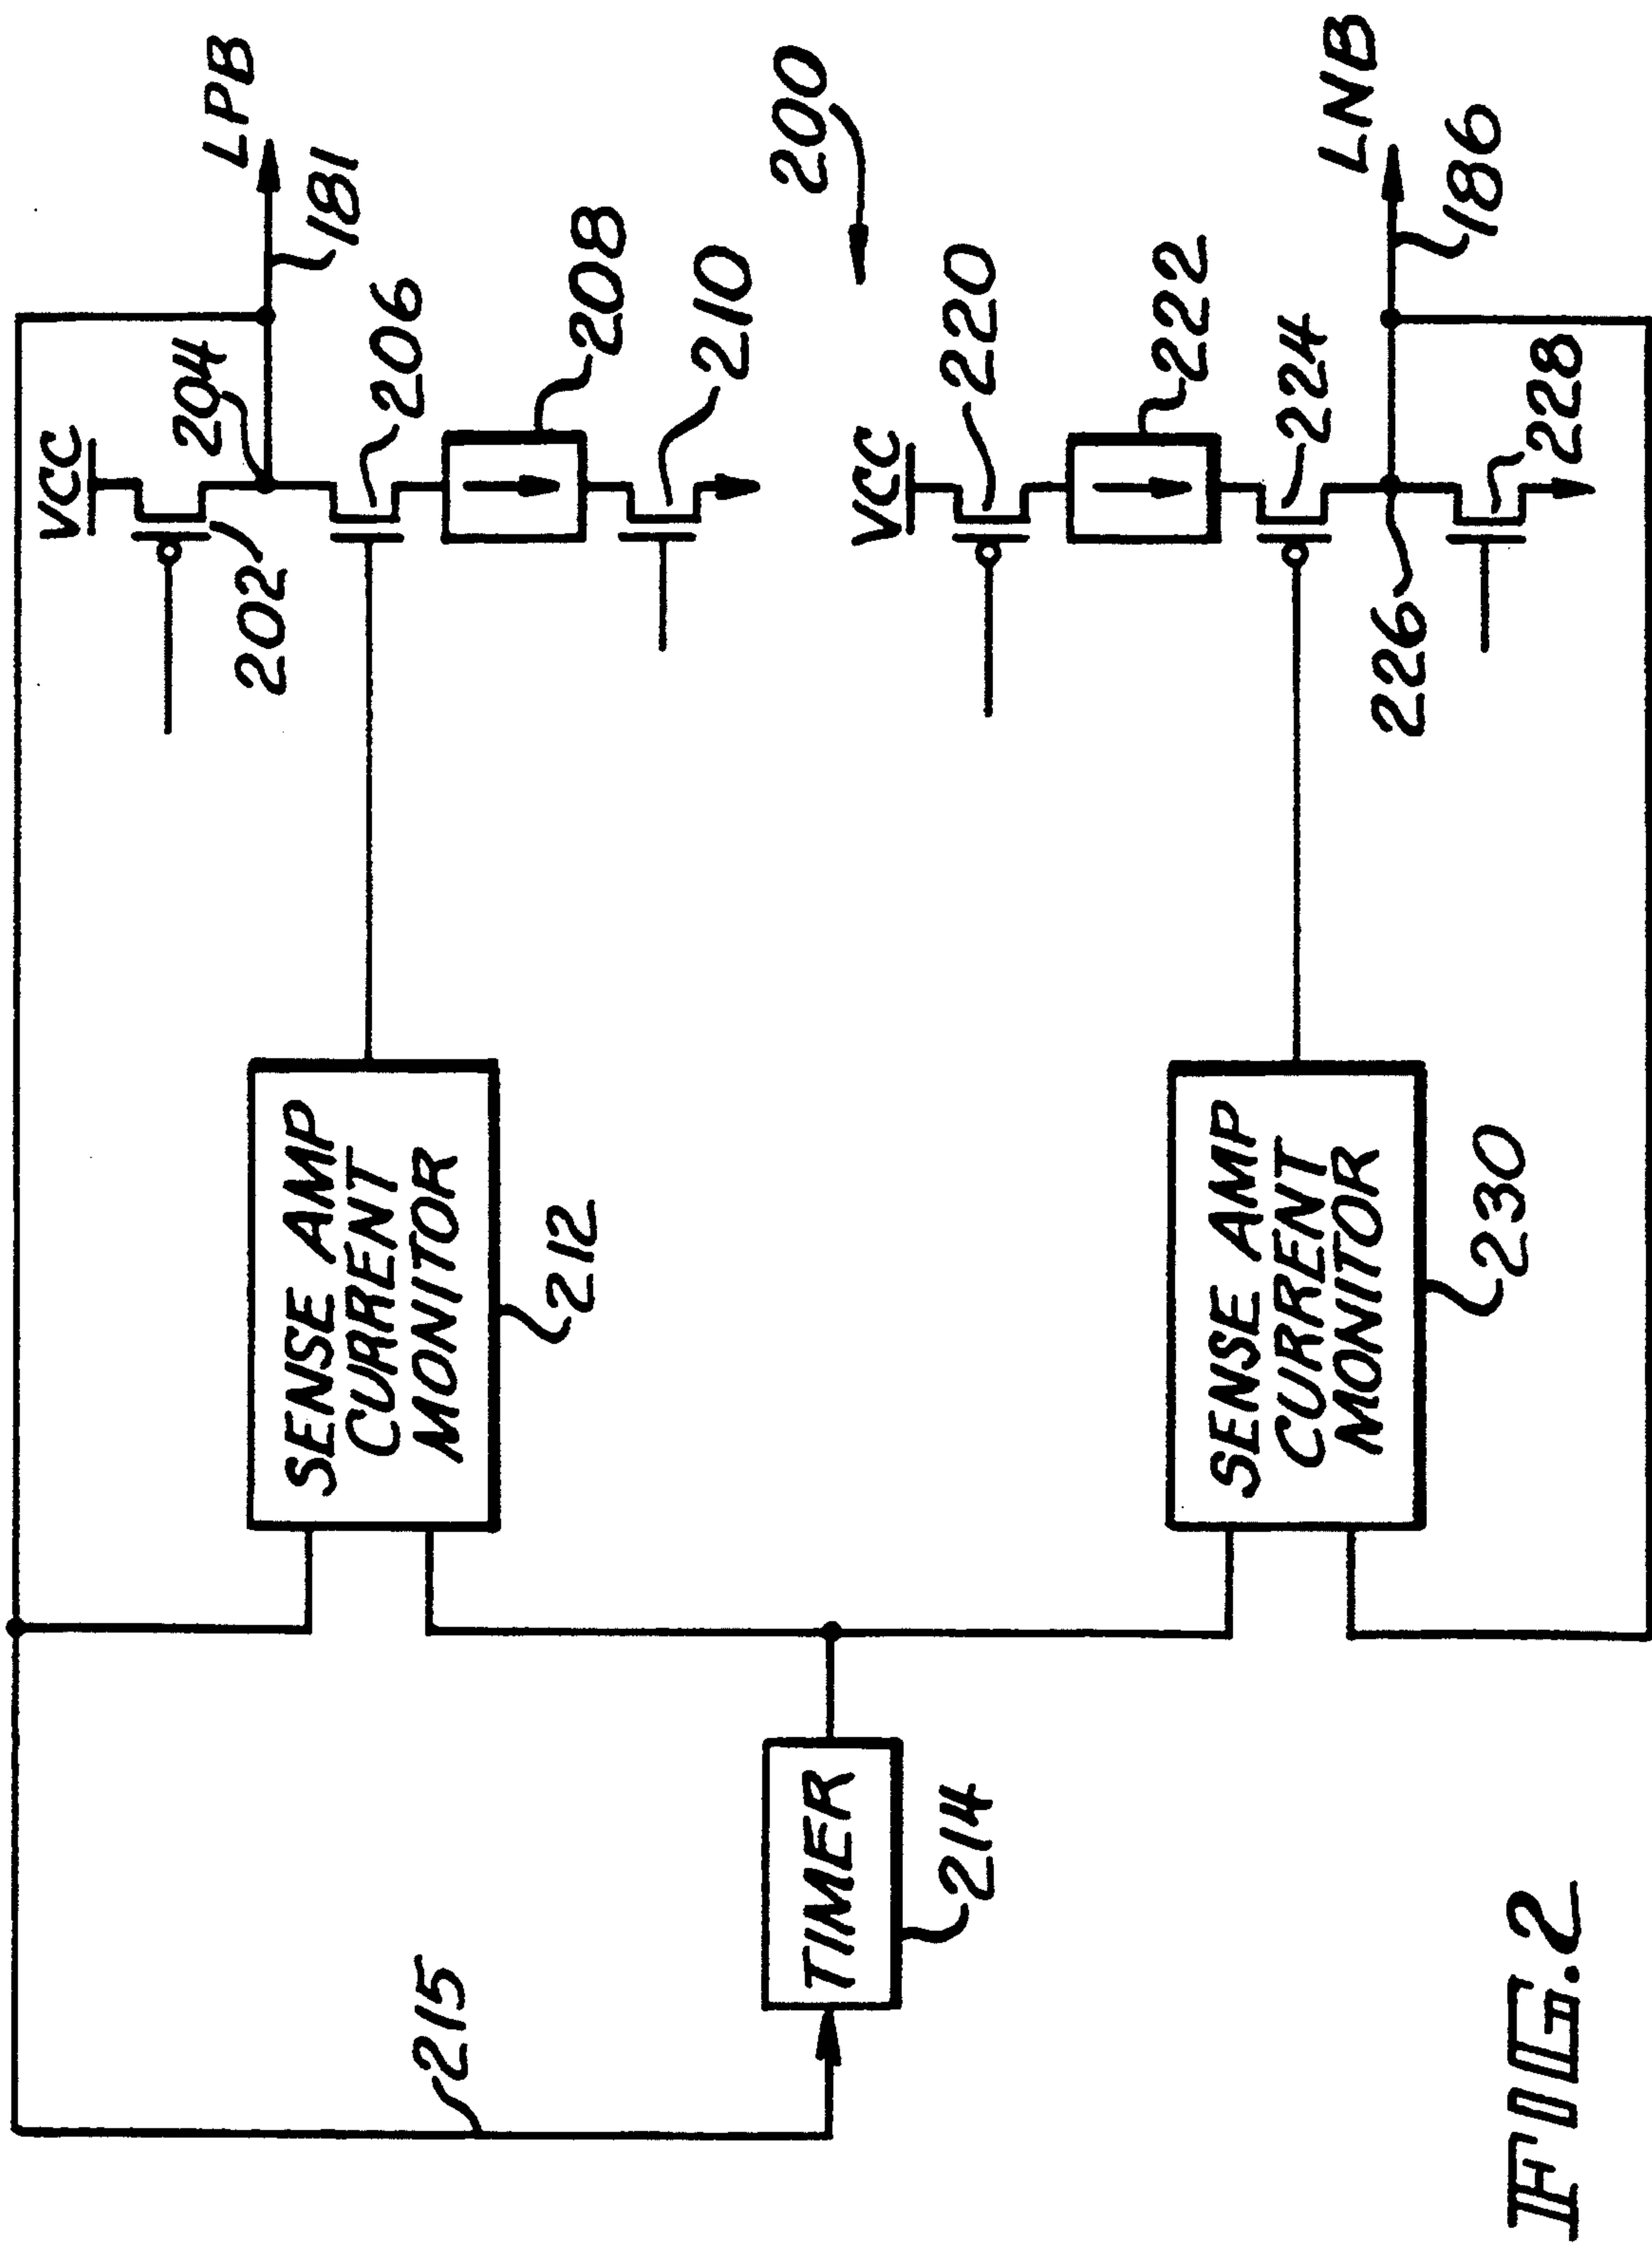 VCC
LPB
204
181
202
206
208
210
SENSE AMP
CURRENT
MONITOR
212
200
215
TIMER
214
VCC
220
222
224
LNB
186
226
228
SENSE AMP
CURRENT
MONITOR
230
FIG. 2